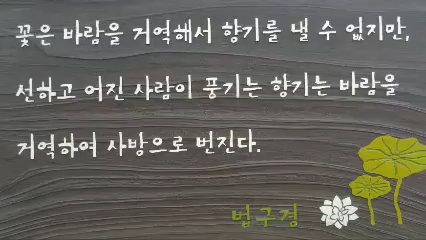 꽃은 바람을 거역해서 향기를 낼 수 없지만,
선하고 어진 사람이 풍기는 향기는 바람을
거역하여 사방으로 번진다.
법구경